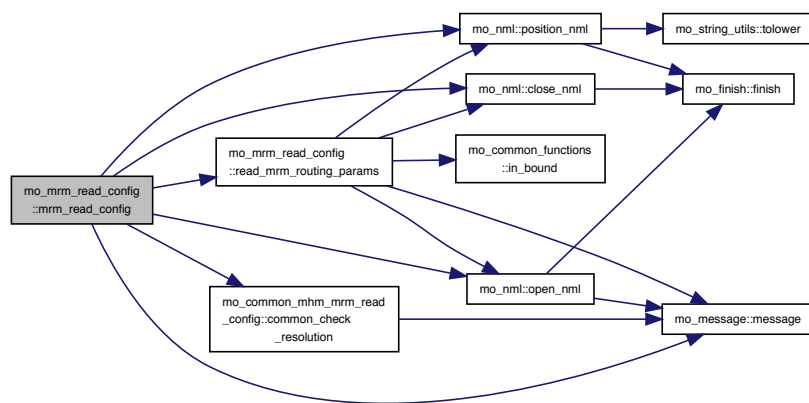 mo_mrm_read_config
::mrm_read_config
mo_nml::position_nml
mo_nml::close_nml
mo_mrm_read_config
::read_mrm_routing_params
mo_common_functions
::in_bound
mo_nml::open_nml
mo_common_mhm_mrm_read
_config::common_check
_resolution
mo_string_utils::tolower
mo_finish::finish
mo_message::message